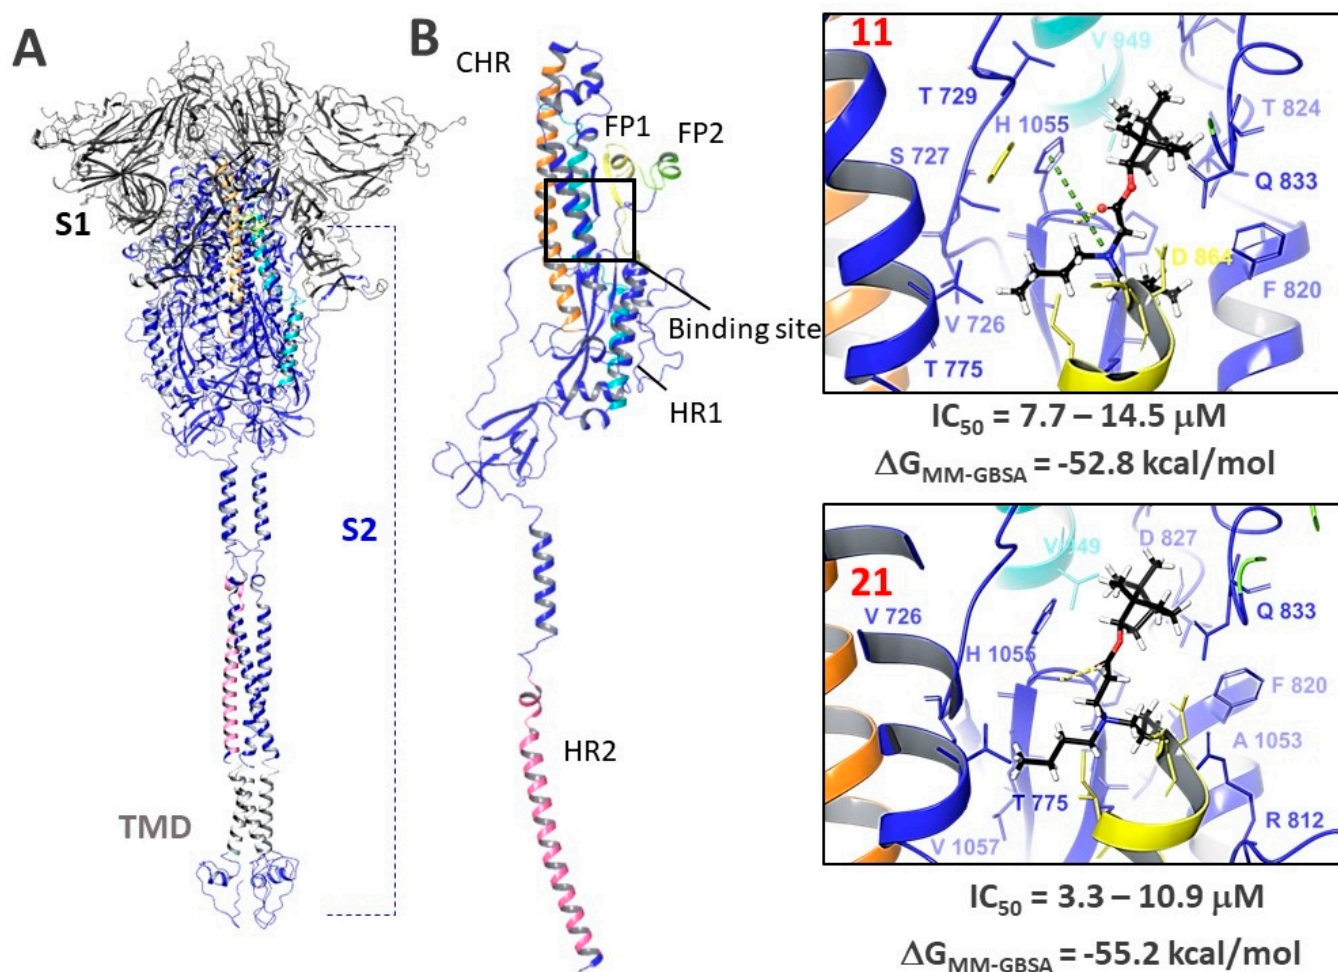 A
S1
S2
TMD
B
CHR
FP1
FP2
Binding site
HR1
HR2
11
V 949
T 729
T 824
H 1055
S 727
Q 833
D 864
F 820
V 726
T 775
IC50 = 7.7 – 14.5 μM
ΔGMM-GBSA = -52.8 kcal/mol
21
V 949
D 827
V 726
Q 833
H 1055
F 820
A 1053
T 775
R 812
V 1057
IC50 = 3.3 – 10.9 μM
ΔGMM-GBSA = -55.2 kcal/mol